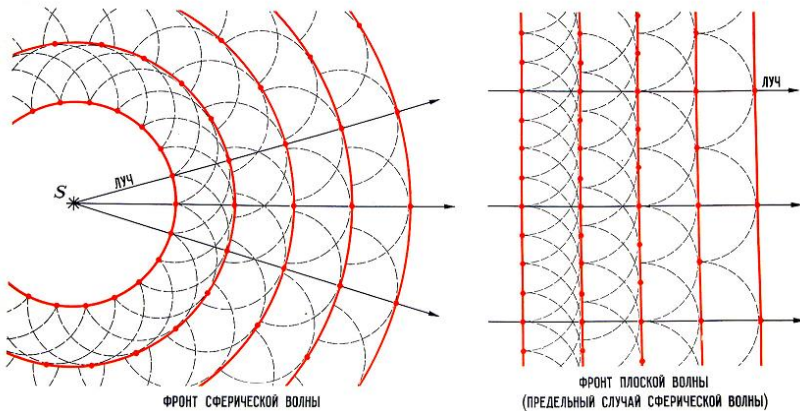 ЛУЧ
S
ФРОНТ СФЕРИЧЕСКОЙ ВОЛНЫ
ЛУЧ
ФРОНТ ПЛОСКОЙ ВОЛНЫ
(ПРЕДЕЛЬНЫЙ СЛУЧАЙ СФЕРИЧЕСКОЙ ВОЛНЫ)